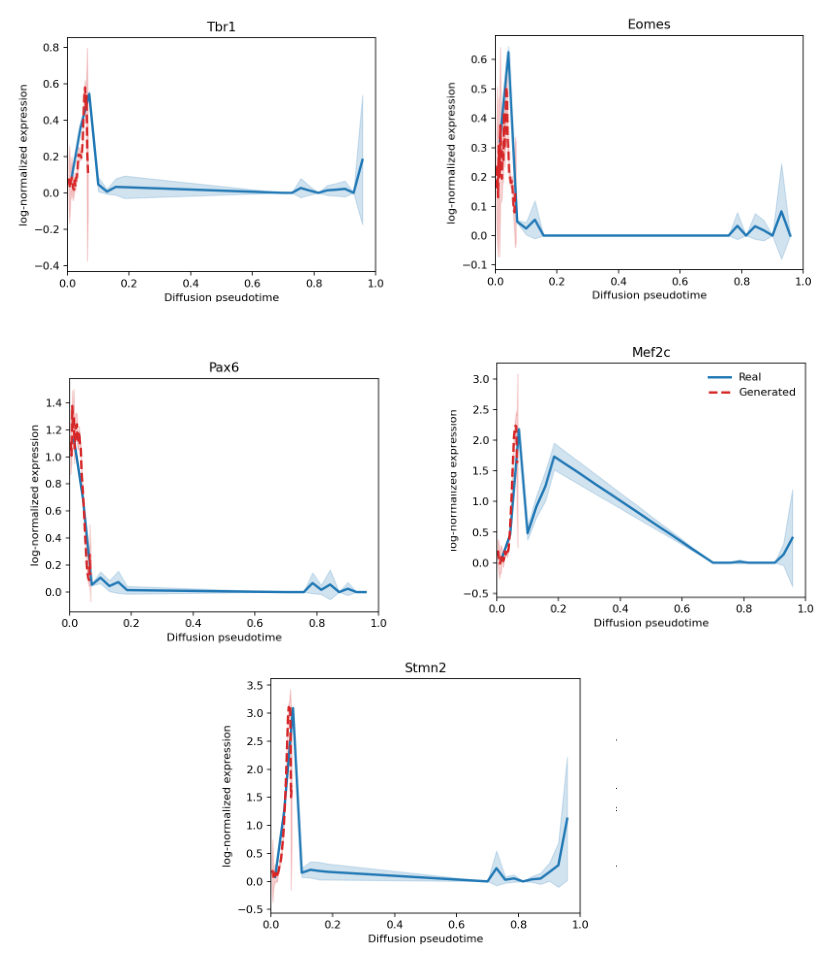 Tbr1
log-normalized expression
0.8
0.6
0.4
0.2
0.0
−0.2
−0.4
0.0 0.2 0.4 0.6 0.8 1.0
Diffusion pseudotime
Eomes
log-normalized expression
0.6
0.5
0.4
0.3
0.2
0.1
0.0
−0.1
0.0 0.2 0.4 0.6 0.8 1.0
Diffusion pseudotime
Pax6
log-normalized expression
1.4
1.2
1.0
0.8
0.6
0.4
0.2
0.0
0.0 0.2 0.4 0.6 0.8 1.0
Diffusion pseudotime
Mef2c
Real
Generated
log-normalized expression
3.0
2.5
2.0
1.5
1.0
0.5
0.0
−0.5
0.0 0.2 0.4 0.6 0.8 1.0
Diffusion pseudotime
Stmn2
log-normalized expression
3.5
3.0
2.5
2.0
1.5
1.0
0.5
0.0
−0.5
0.0 0.2 0.4 0.6 0.8 1.0
Diffusion pseudotime